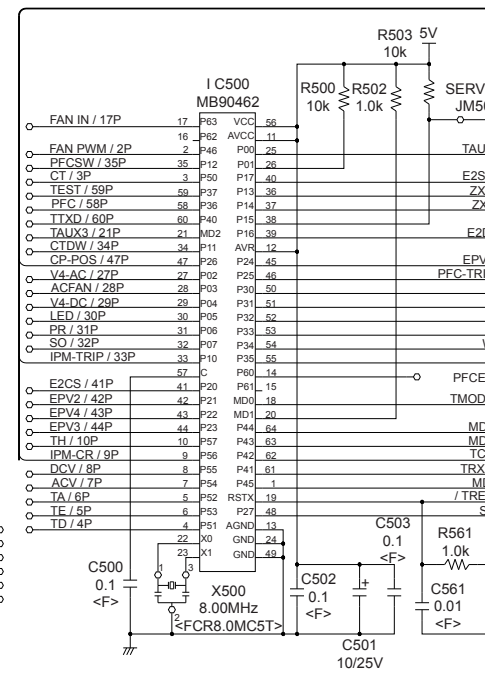 R503 5V
10k
I C500
MB90462
R500 R502
10k 1.0k
SERV
JM50
FAN IN / 17P 17 P63 VCC 56
16 P62 AVCC 11
FAN PWM / 2P 2 P46 P00 25 TAU
PFCSW / 35P 35 P12 P01 26
CT / 3P 3 P50 P17 40 E2S
TEST / 59P 59 P37 P13 36 ZX
PFC / 58P 58 P36 P14 37 ZX
TTXD / 60P 60 P40 P15 38
TAUX3 / 21P 21 MD2 P16 39 E2D
CTDW / 34P 34 P11 AVR 12
CP-POS / 47P 47 P26 P24 45 EPV
V4-AC / 27P 27 P02 P25 46 PFC-TRI
ACFAN / 28P 28 P03 P30 50
V4-DC / 29P 29 P04 P31 51
LED / 30P 30 P05 P32 52
PR / 31P 31 P06 P33 53
SO / 32P 32 P07 P34 54
IPM-TRIP / 33P 33 P10 P35 55
57 C P60 14 PFCE
E2CS / 41P 41 P20 P61 15
EPV2 / 42P 42 P21 MD0 18 TMOD
EPV4 / 43P 43 P22 MD1 20
EPV3 / 44P 44 P23 P44 64 MD
TH / 10P 10 P57 P43 63 MD
IPM-CR / 9P 9 P56 P42 62 TC
DCV / 8P 8 P55 P41 61 TRX
ACV / 7P 7 P54 P45 1 MD
TA / 6P 5 P52 RSTX 19 / TRE
TE / 5P 6 P53 P27 48 S
TD / 4P 4 P51 AGND 13
22 X0 GND 24
23 X1 GND 49
C503
0.1
<F>
R561
1.0k
1 3
2
C500
0.1
<F>
X500
8.00MHz
<FCR8.0MC5T>
C502
0.1
<F>
+
C561
0.01
<F>
C501
10/25V